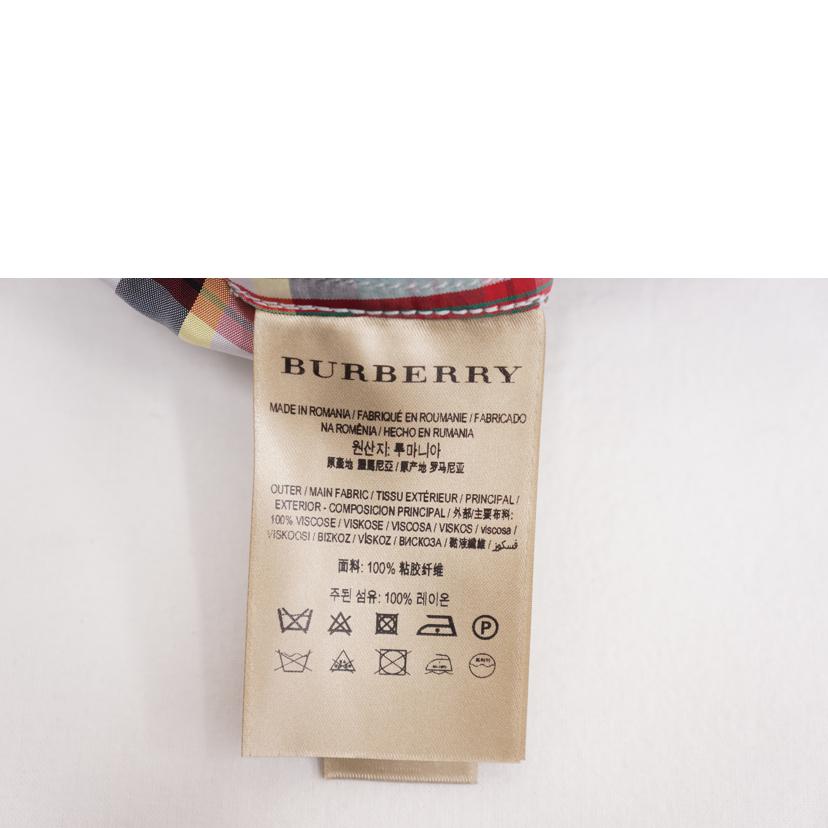 BURBERRY
MADE IN ROMANIA / FABRIQUÉ EN ROUMANIE / FABRICADO
NA ROMÊNIA / HECHO EN RUMANIA
원산지: 루마니아
原產地 羅馬尼亞 / 原产地 罗马尼亚
OUTER / MAIN FABRIC / TISSU EXTÉRIEUR / PRINCIPAL /
EXTERIOR - COMPOSICION PRINCIPAL / 外部/主要布料:
100% VISCOSE / VISKOSE / VISCOSA / VISKOS / viscosa /
VISKOOSI / ΒΙΣΚΟΖ / VİSKOZ / ВИСКОЗА / 黏液纖維 / فسكوز
面料: 100% 粘胶纤维
주된 섬유: 100% 레이온
P